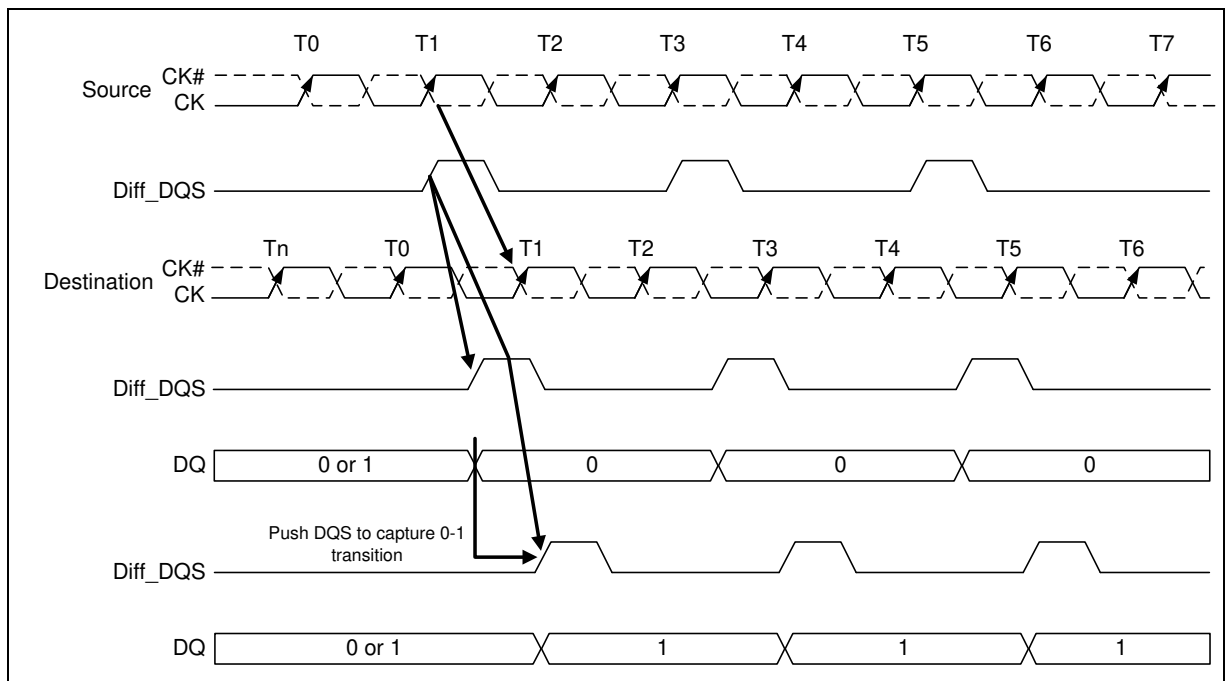 T0 T1 T2 T3 T4 T5 T6 T7
Source CK#
CK
Diff_DQS
Tn T0 T1 T2 T3 T4 T5 T6
Destination CK#
CK
Diff_DQS
DQ 0 or 1 0 0 0
Push DQS to capture 0-1
transition
Diff_DQS
DQ 0 or 1 1 1 1